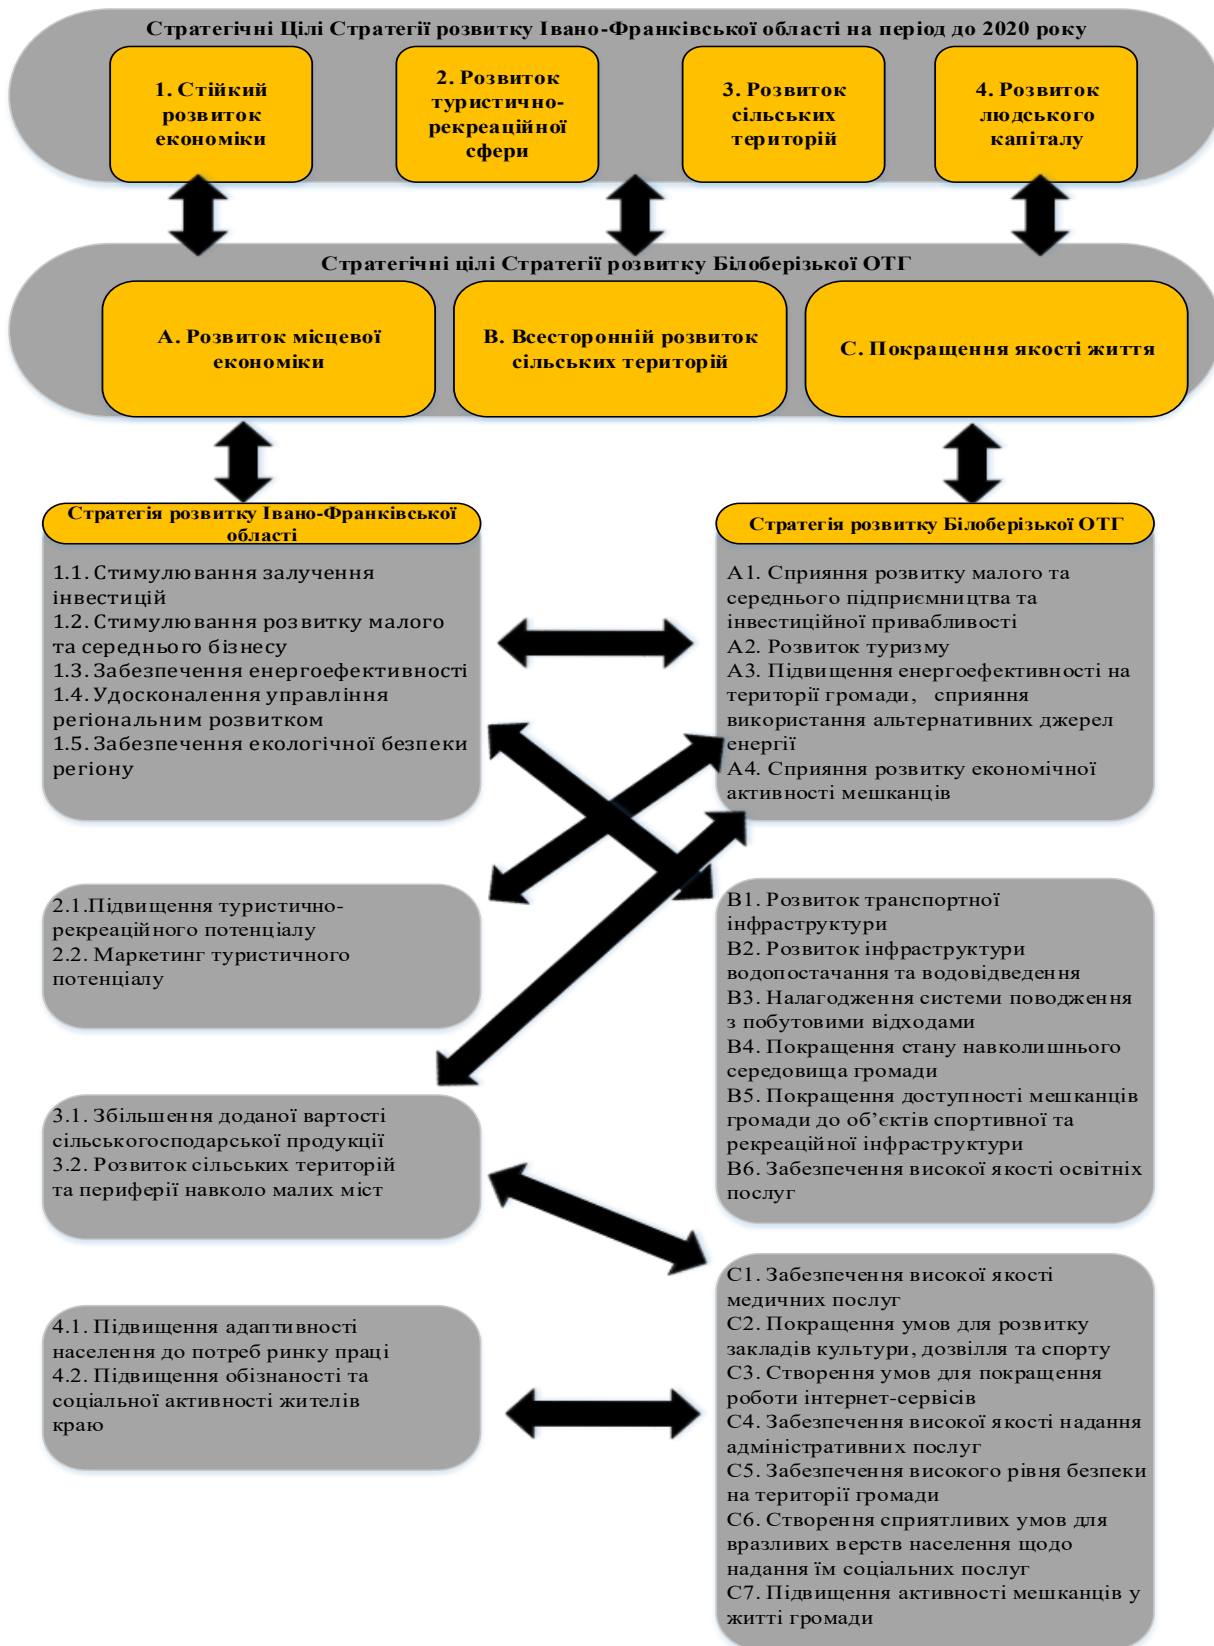 Стратегічні Цілі Стратегії розвитку Івано-Франківської області на період до 2020 року
1. Стійкий
розвиток
економіки
2. Розвиток
туристично-
рекреаційної
сфери
3. Розвиток
сільських
територій
4. Розвиток
людського
капіталу
Стратегічні цілі Стратегії розвитку Білоберізької ОТГ
А. Розвиток місцевої
економіки
В. Всесторонній розвиток
сільських територій
С. Покращення якості життя
Стратегія розвитку Івано-Франківської
області
1.1. Стимулювання залучення
інвестицій
1.2. Стимулювання розвитку малого
та середнього бізнесу
1.3. Забезпечення енергоефективності
1.4. Удосконалення управління
регіональним розвитком
1.5. Забезпечення екологічної безпеки
регіону
2.1.Підвищення туристично-
рекреаційного потенціалу
2.2. Маркетинг туристичного
потенціалу
3.1. Збільшення доданої вартості
сільськогосподарської продукції
3.2. Розвиток сільських територій
та периферії навколо малих міст
4.1. Підвищення адаптивності
населення до потреб ринку праці
4.2. Підвищення обізнаності та
соціальної активності жителів
краю
Стратегія розвитку Білоберізької ОТГ
А1. Сприяння розвитку малого та
середнього підприємництва та
інвестиційної привабливості
А2. Розвиток туризму
А3. Підвищення енергоефективності на
території громади, сприяння
використання альтернативних джерел
енергії
А4. Сприяння розвитку економічної
активності мешканців
В1. Розвиток транспортної
інфраструктури
В2. Розвиток інфраструктури
водопостачання та водовідведення
В3. Налагодження системи поводження
з побутовими відходами
В4. Покращення стану навколишнього
середовища громади
В5. Покращення доступності мешканців
громади до об’єктів спортивної та
рекреаційної інфраструктури
В6. Забезпечення високої якості освітніх
послуг
С1. Забезпечення високої якості
медичних послуг
С2. Покращення умов для розвитку
закладів культури, дозвілля та спорту
С3. Створення умов для покращення
роботи інтернет-сервісів
С4. Забезпечення високої якості надання
адміністративних послуг
С5. Забезпечення високого рівня безпеки
на території громади
С6. Створення сприятливих умов для
вразливих верств населення щодо
надання їм соціальних послуг
С7. Підвищення активності мешканців у
житті громади